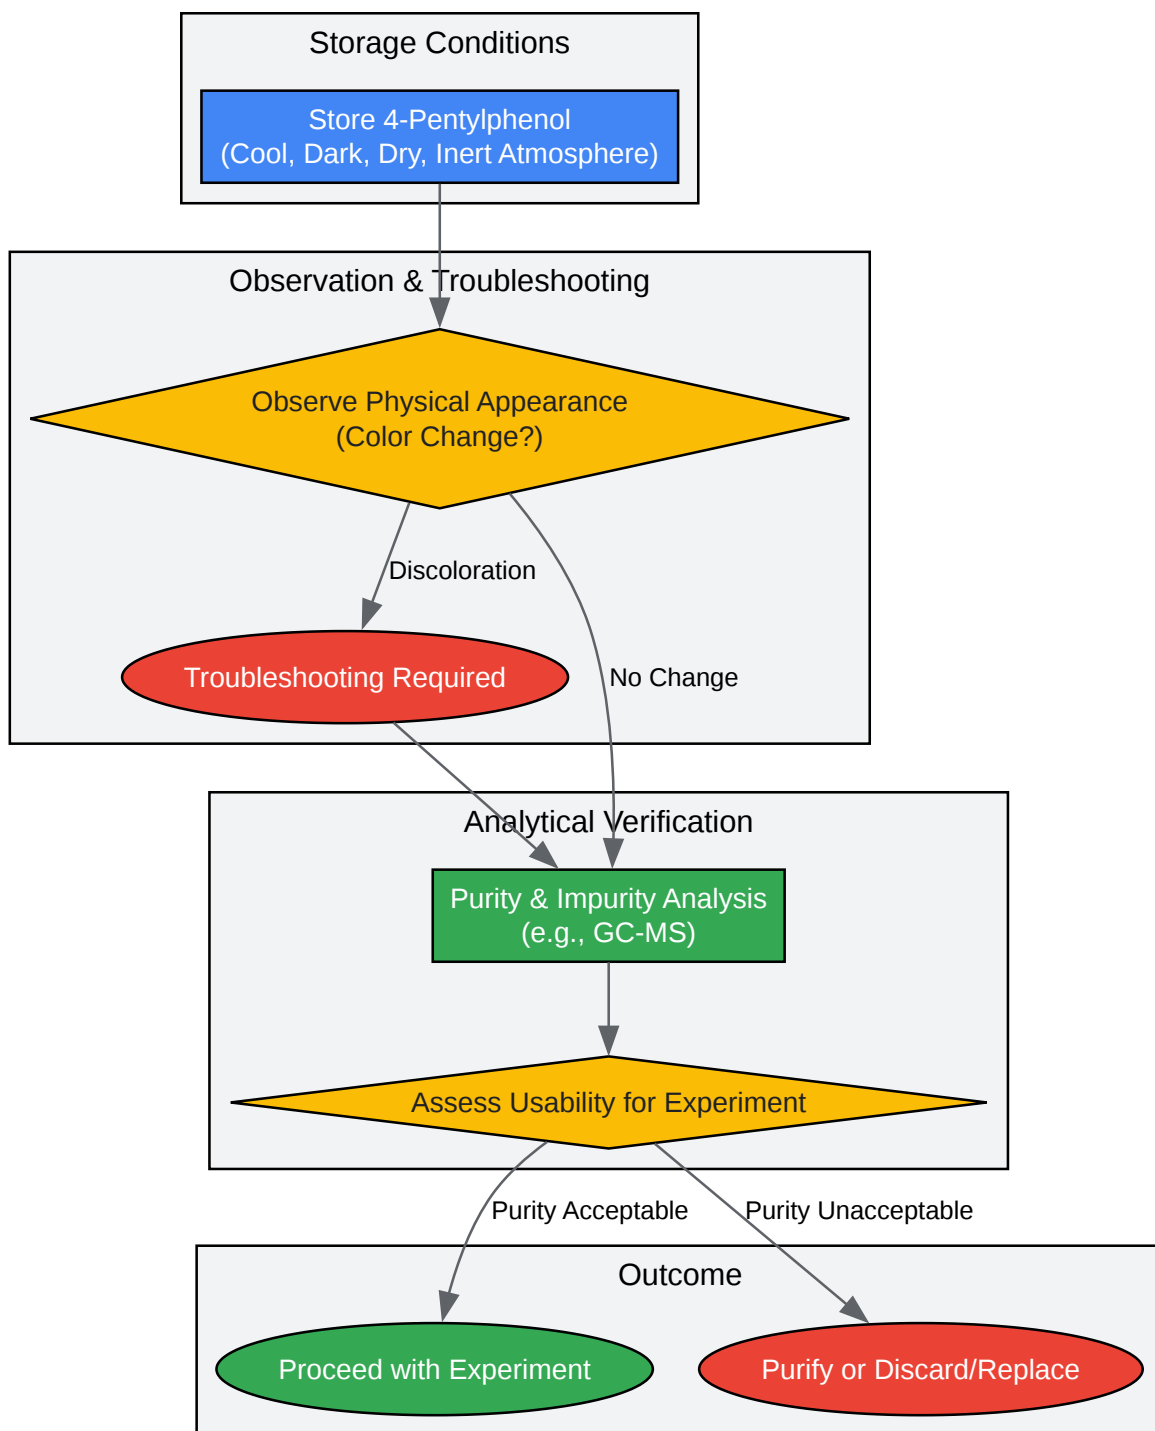 Storage Conditions
Store 4-Pentylphenol
(Cool, Dark, Dry, Inert Atmosphere)
Observation & Troubleshooting
Observe Physical Appearance
(Color Change?)
Discoloration
Troubleshooting Required
No Change
Analytical Verification
Purity & Impurity Analysis
(e.g., GC-MS)
Assess Usability for Experiment
Purity Acceptable
Purity Unacceptable
Outcome
Proceed with Experiment
Purify or Discard/Replace